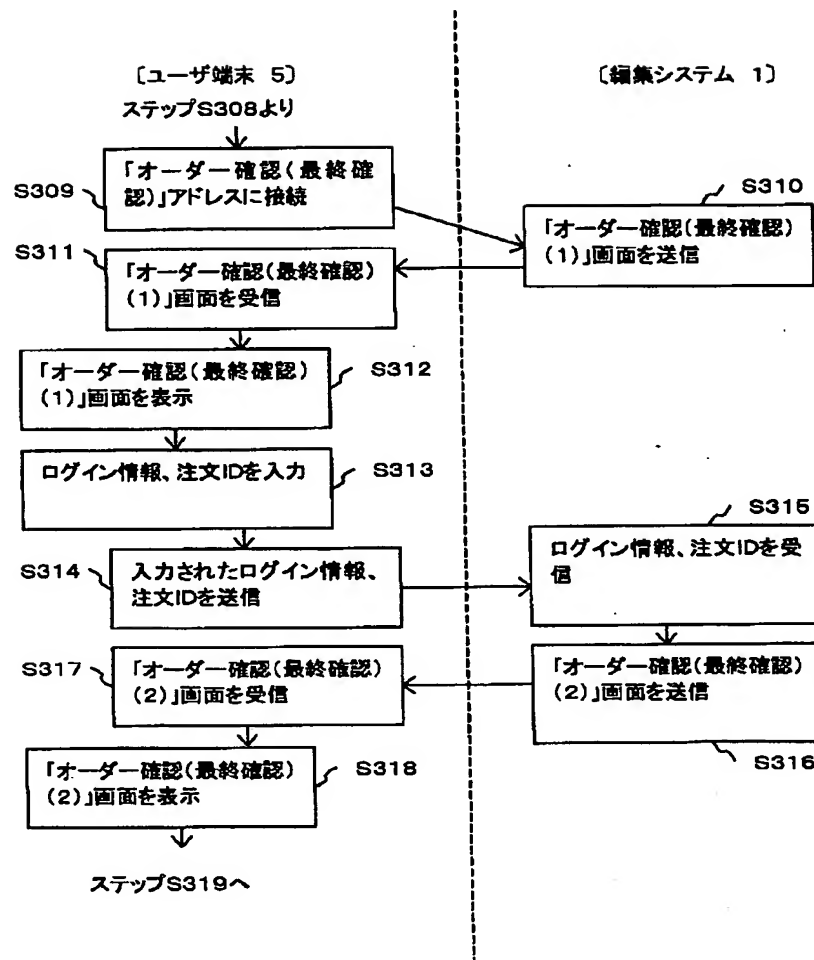 〔ユーザ端末 5〕
〔編集システム 1〕
ステップS308より
S309
「オーダー確認(最終確
認)」アドレスに接続
S310
「オーダー確認(最終確認)
(1)」画面を送信
S311
「オーダー確認(最終確認)
(1)」画面を受信
「オーダー確認(最終確認)
(1)」画面を表示
S312
ログイン情報、注文IDを入力
S313
S314
入力されたログイン情報、
注文IDを送信
S315
ログイン情報、注文IDを受
信
S317
「オーダー確認(最終確認)
(2)」画面を受信
「オーダー確認(最終確認)
(2)」画面を送信
S316
「オーダー確認(最終確認)
(2)」画面を表示
S318
ステップS319へ